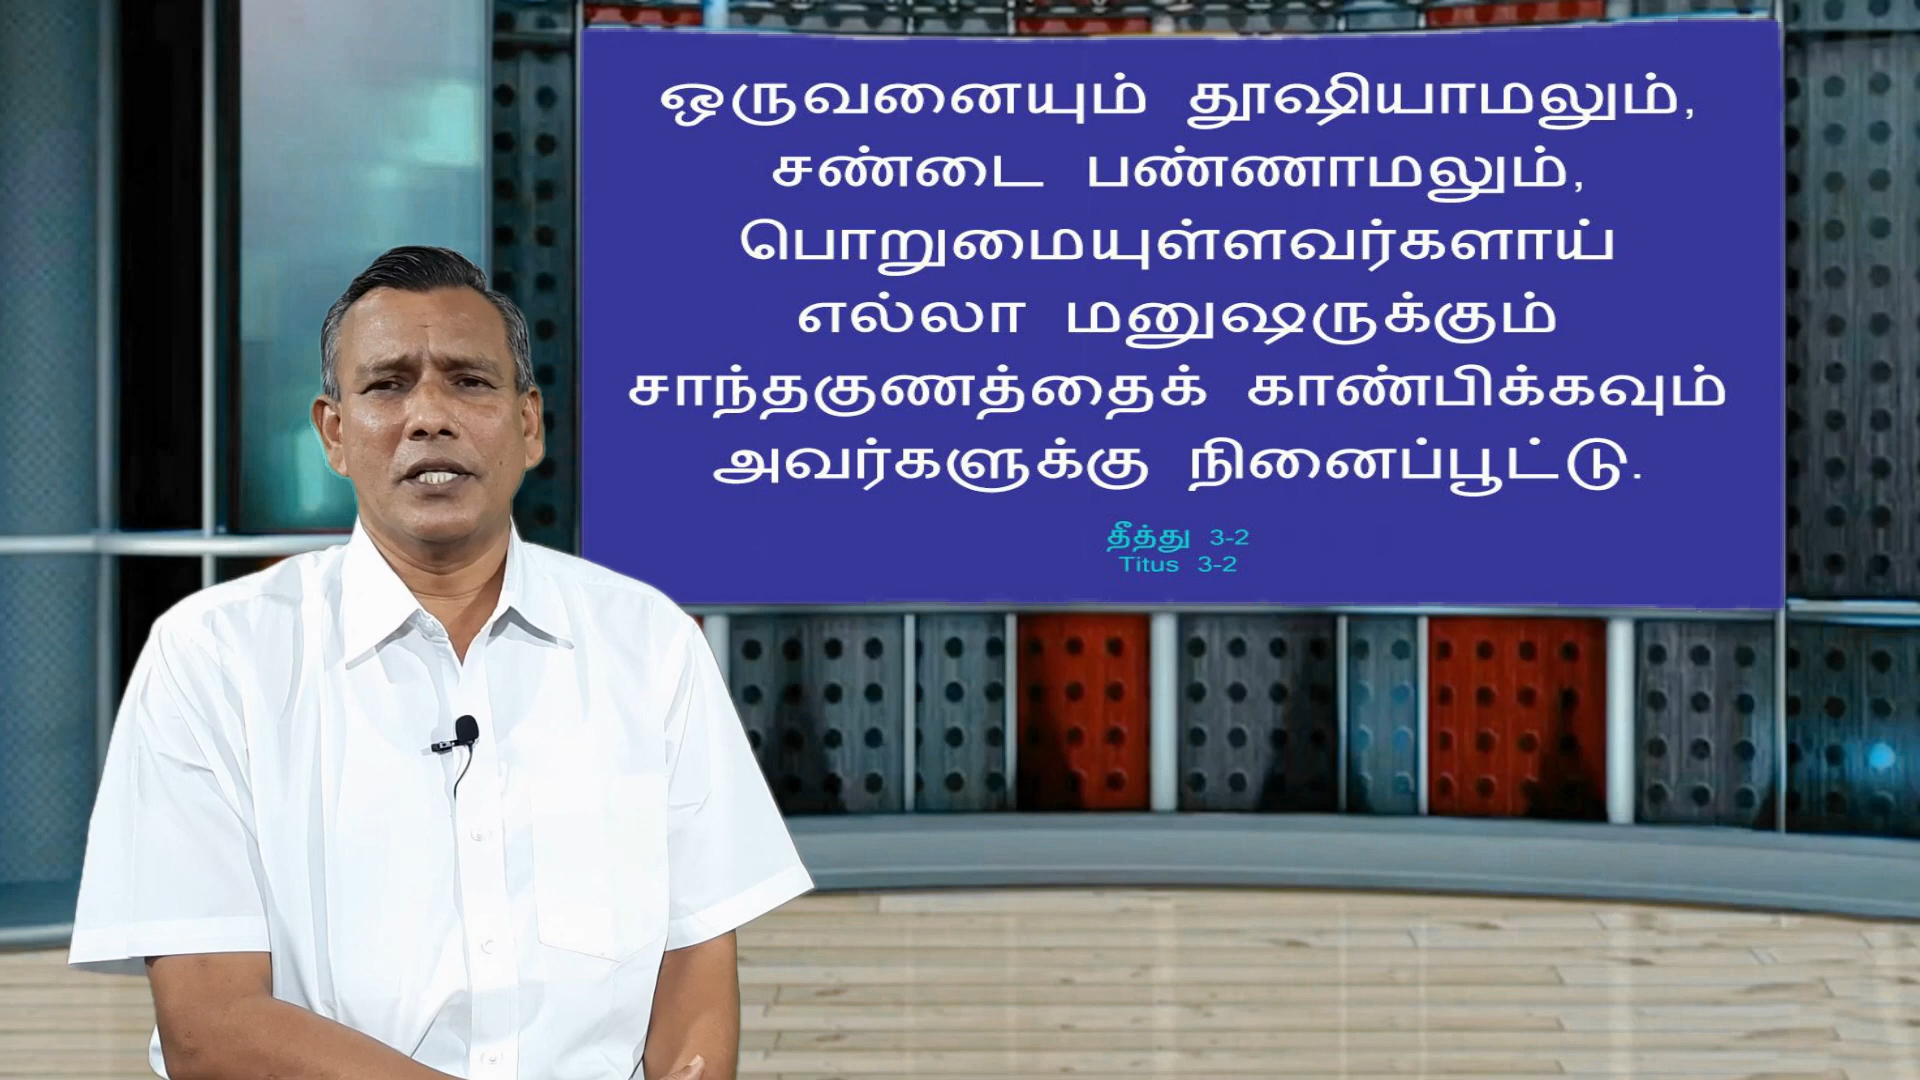 ஒருவனையும் தூஷியாமலும்,
சண்டை பண்ணாமலும்,
பொறுமையுள்ளவர்களாய்
எல்லா மனுஷருக்கும்
சாந்தகுணத்தைக் காண்பிக்கவும்
அவர்களுக்கு நினைப்பூட்டு.
தீத்து 3-2
Titus 3-2